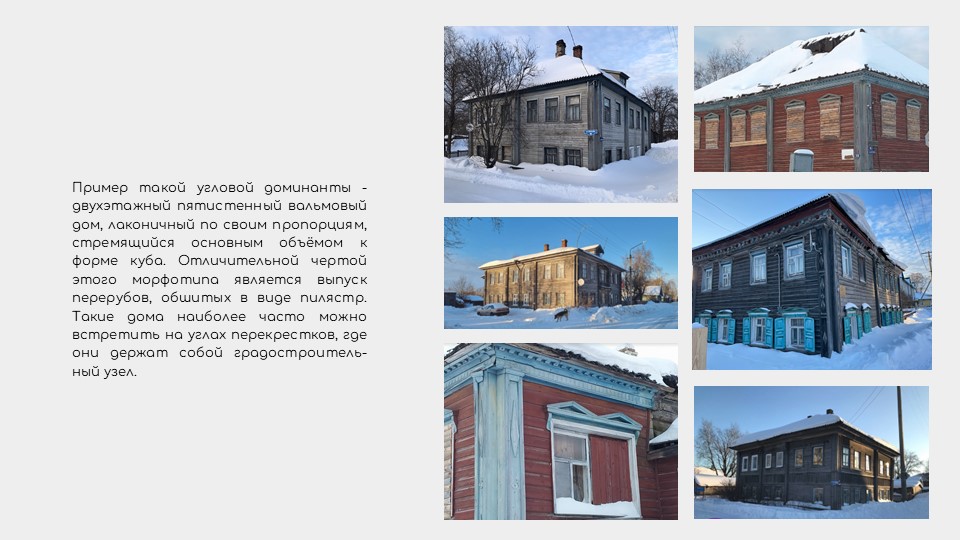 Пример такой угловой доминанты -
двухэтажный пятистенный вальмовый
дом, лаконичный по своим пропорциям,
стремящийся основным объёмом к
форме куба. Отличительной чертой
этого морфотипа является выпуск
перерубов, обшитых в виде пилястр.
Такие дома наиболее часто можно
встретить на углах перекрестков, где
они держат собой градостроитель-
ный узел.